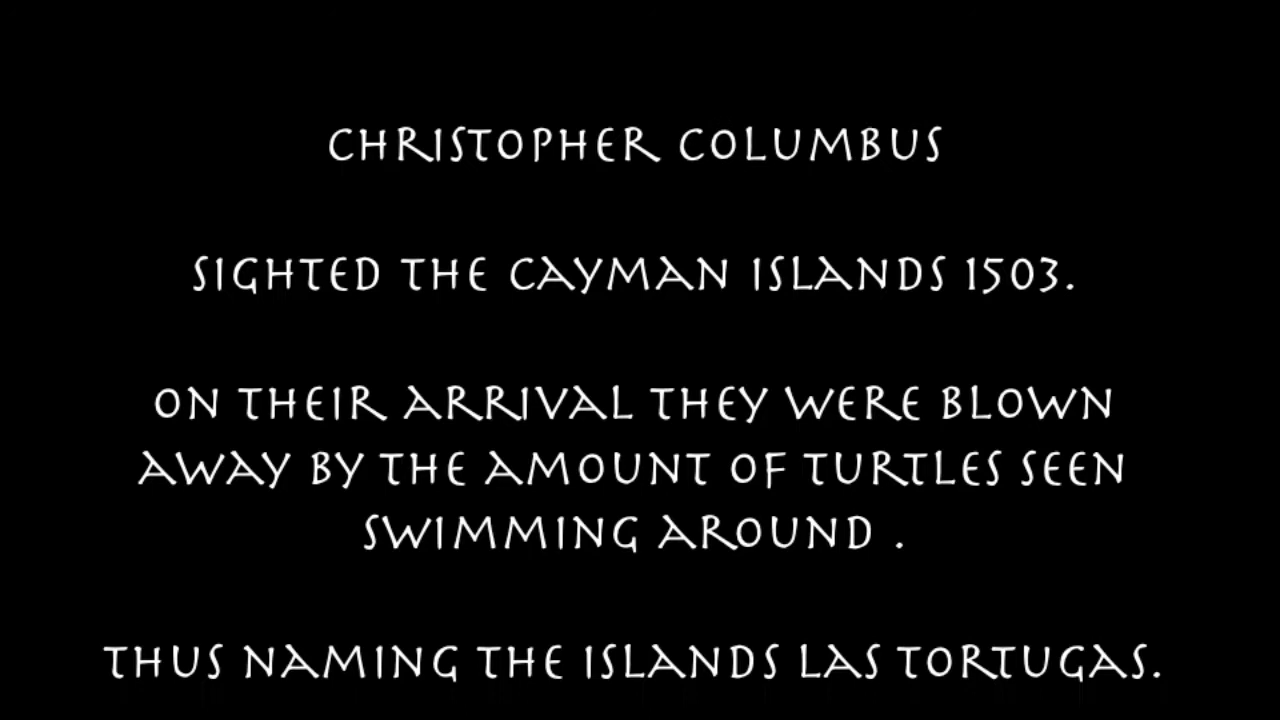 CHRISTOPHER COLUMBUS
SIGHTED THE CAYMAN ISLANDS 1503.
ON THEIR ARRIVAL THEY WERE BLOWN
AWAY BY THE AMOUNT OF TURTLES SEEN
SWIMMING AROUND .
THUS NAMING THE ISLANDS LAS TORTUGAS.